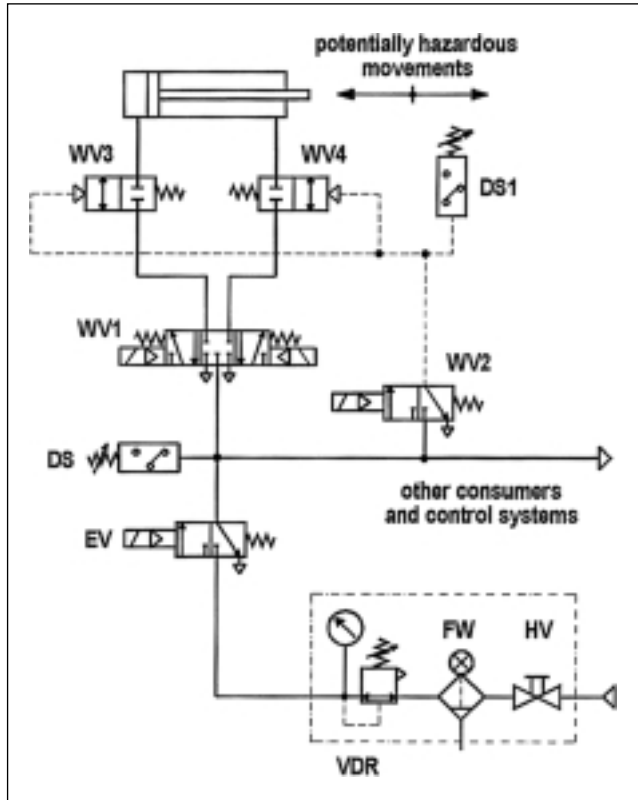 potentially hazardous
movements
WV3
WV4
DS1
WV1
WV2
DS
other consumers
and control systems
EV
FW
HV
VDR